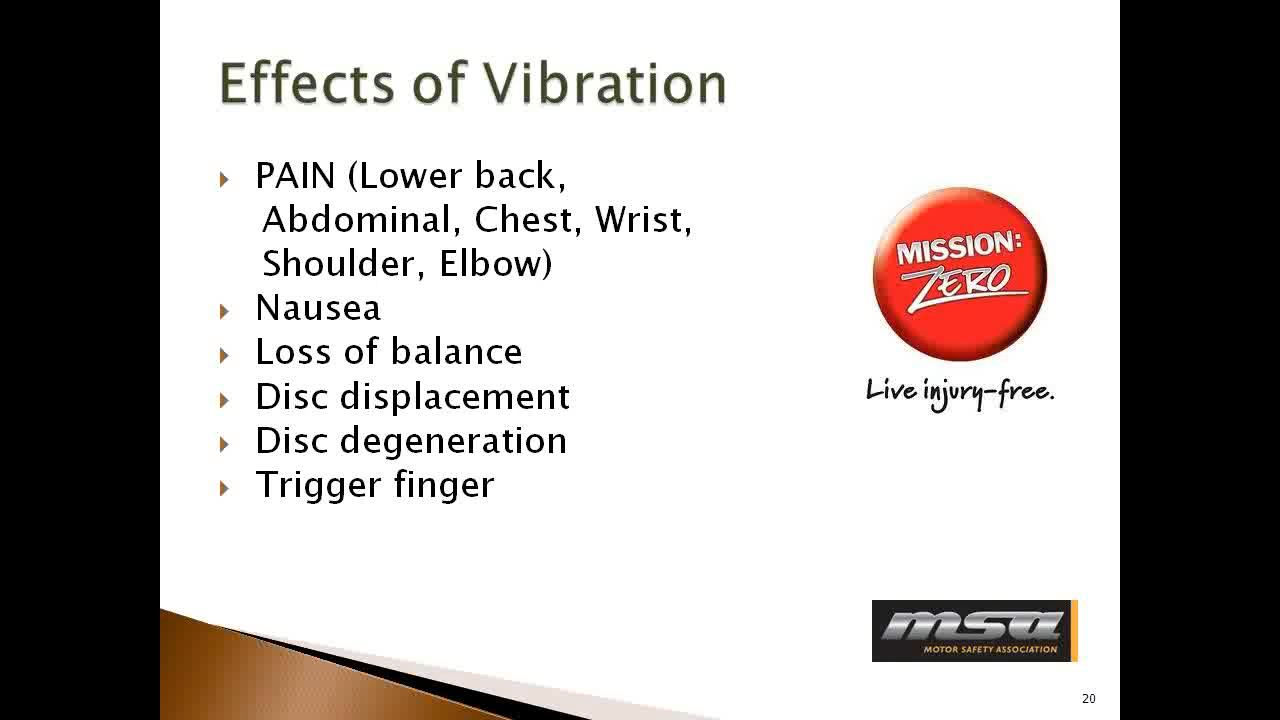 Effects of Vibration
PAIN (Lower back,
Abdominal, Chest, Wrist,
Shoulder, Elbow)
Nausea
Loss of balance
Disc displacement
Disc degeneration
Trigger finger
MISSION:
ZERO
Live injury-free.
msa
MOTOR SAFETY ASSOCIATION
20